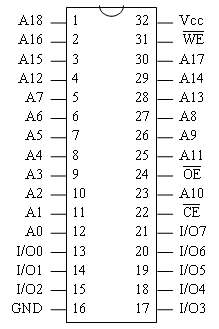 A18 1 32 Vcc
A16 2 31 W̅E̅
A15 3 30 A17
A12 4 29 A14
A7 5 28 A13
A6 6 27 A8
A5 7 26 A9
A4 8 25 A11
A3 9 24 O̅E̅
A2 10 23 A10
A1 11 22 C̅E̅
A0 12 21 I/O7
I/O0 13 20 I/O6
I/O1 14 19 I/O5
I/O2 15 18 I/O4
GND 16 17 I/O3